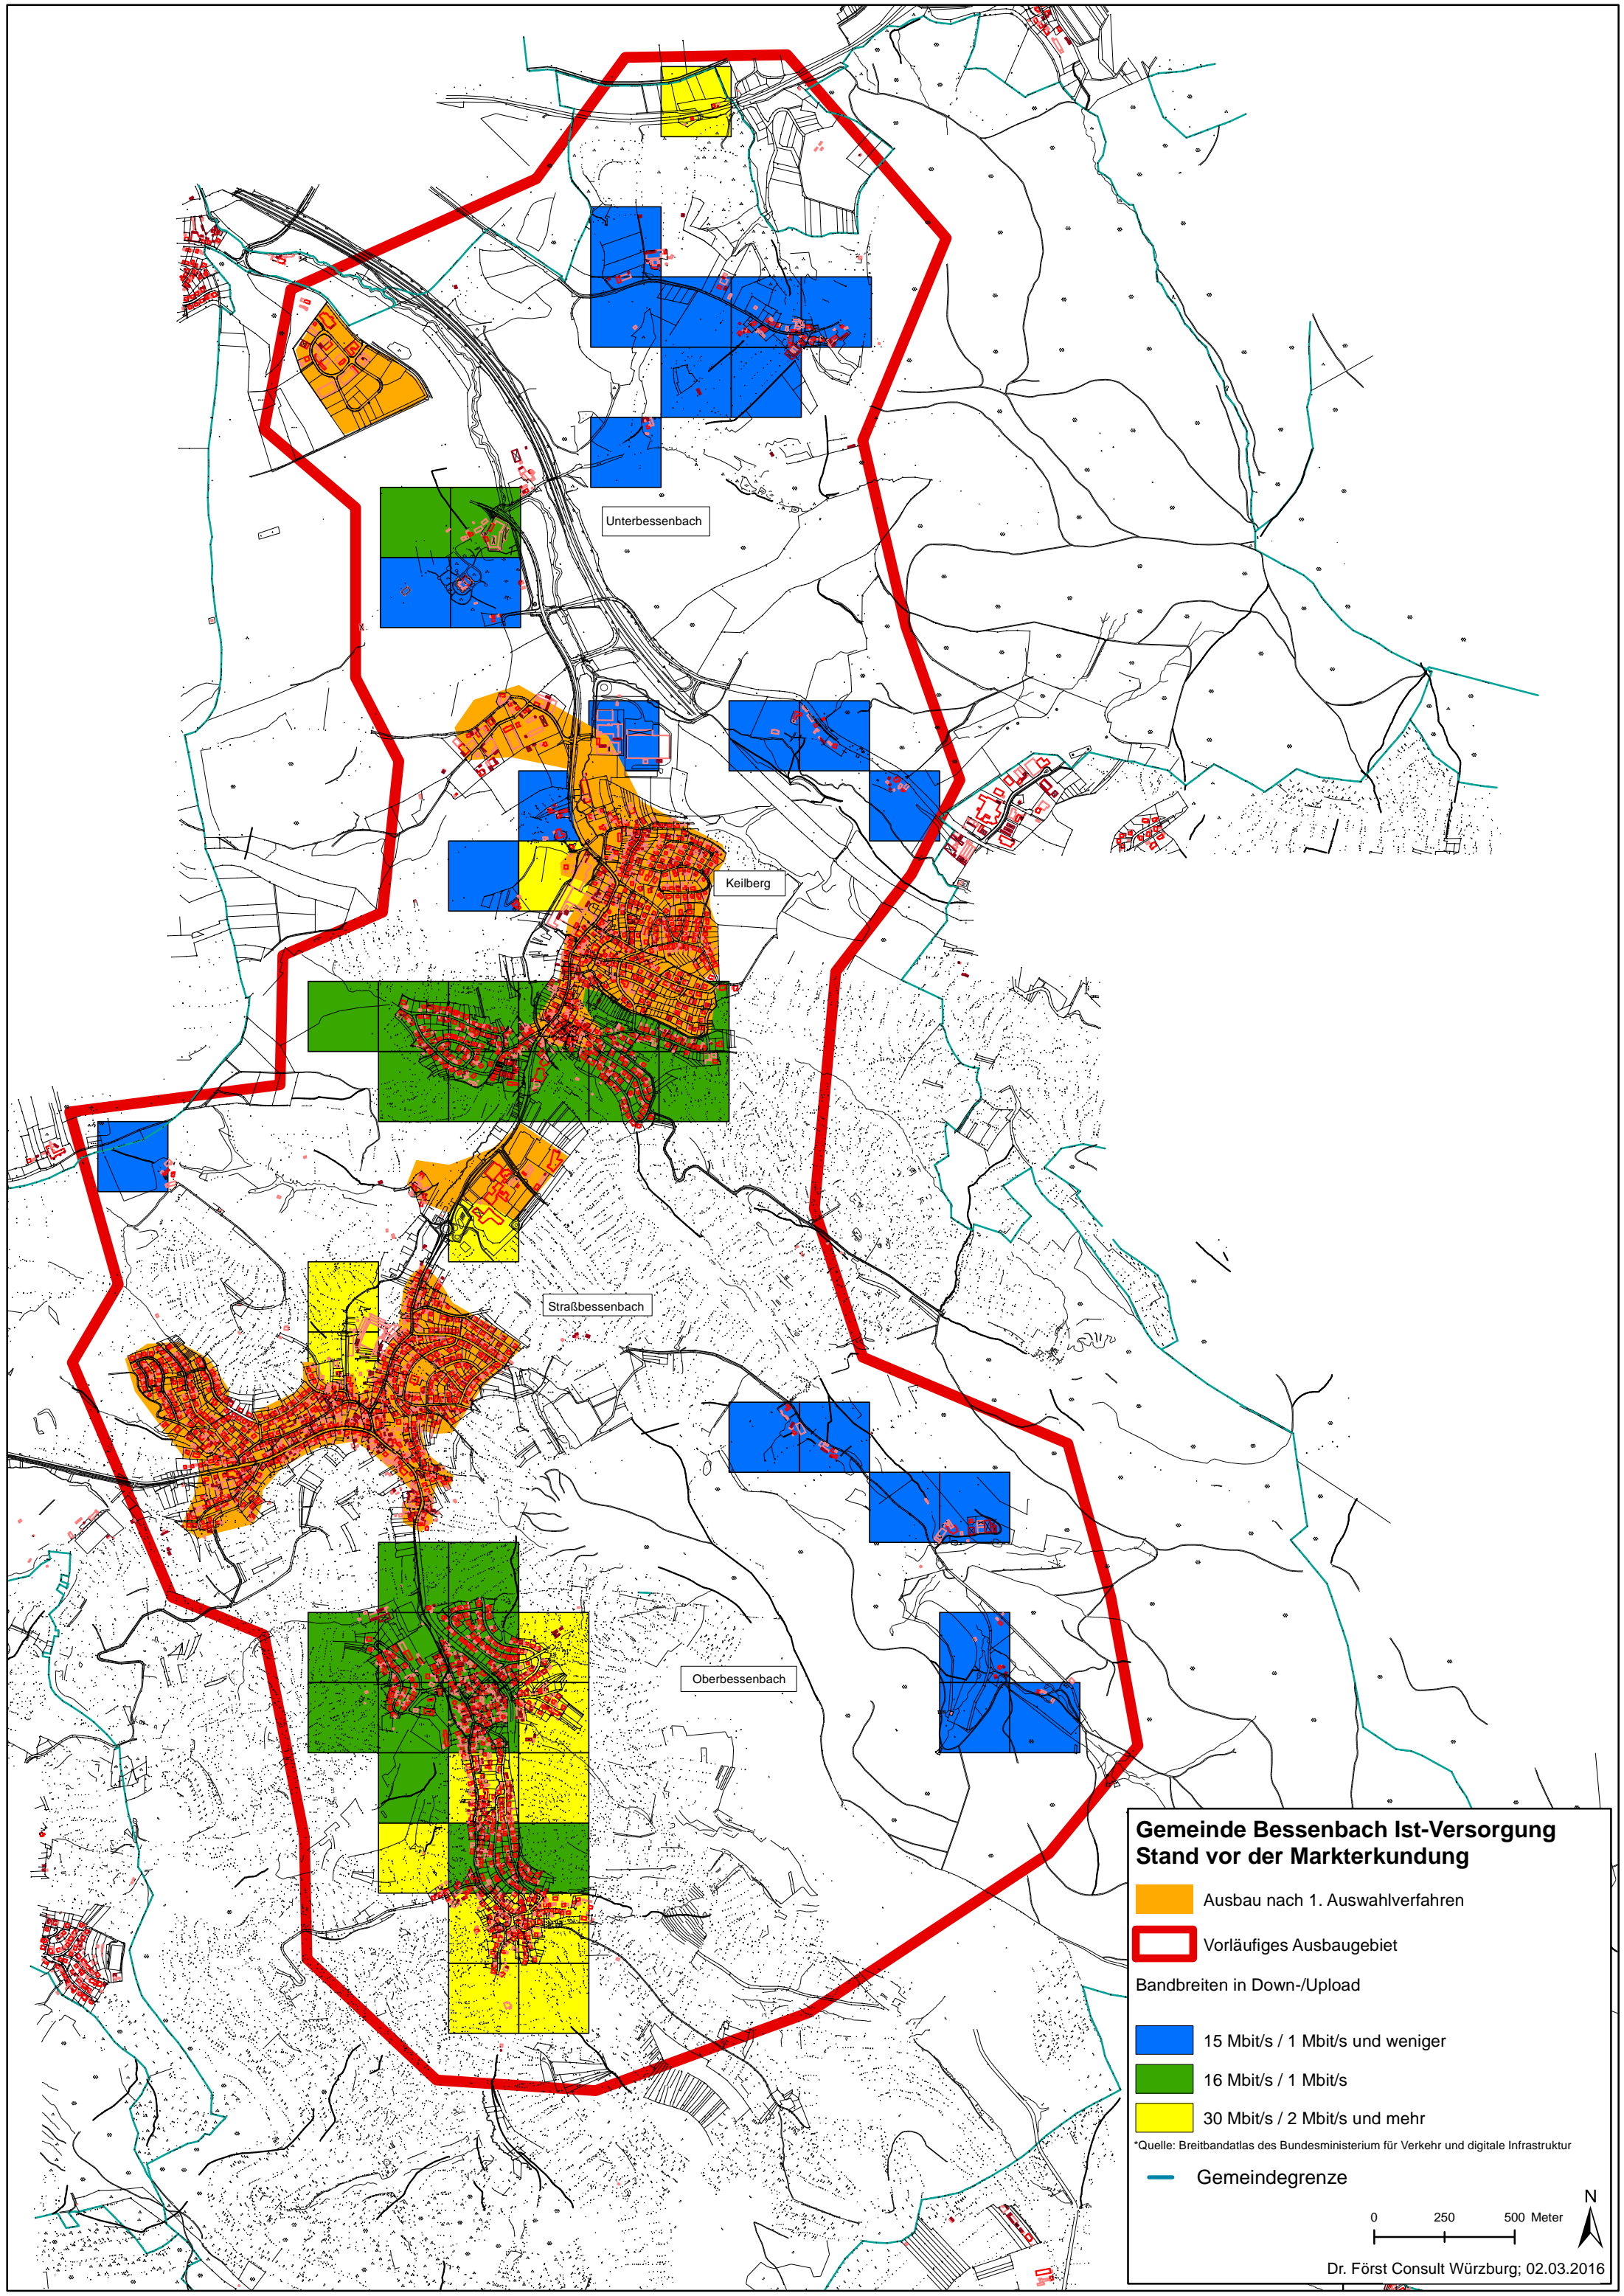 Unterbessenbach
Keilberg
Straßbessenbach
Oberbessenbach
Gemeinde Bessenbach Ist-Versorgung
Stand vor der Markterkundung
Ausbau nach 1. Auswahlverfahren
Vorläufiges Ausbaugebiet
Bandbreiten in Down-/Upload
15 Mbit/s / 1 Mbit/s und weniger
16 Mbit/s / 1 Mbit/s
30 Mbit/s / 2 Mbit/s und mehr
*Quelle: Breitbandatlas des Bundesministerium für Verkehr und digitale Infrastruktur
Gemeindegrenze
N
0 250 500 Meter
Dr. Först Consult Würzburg; 02.03.2016